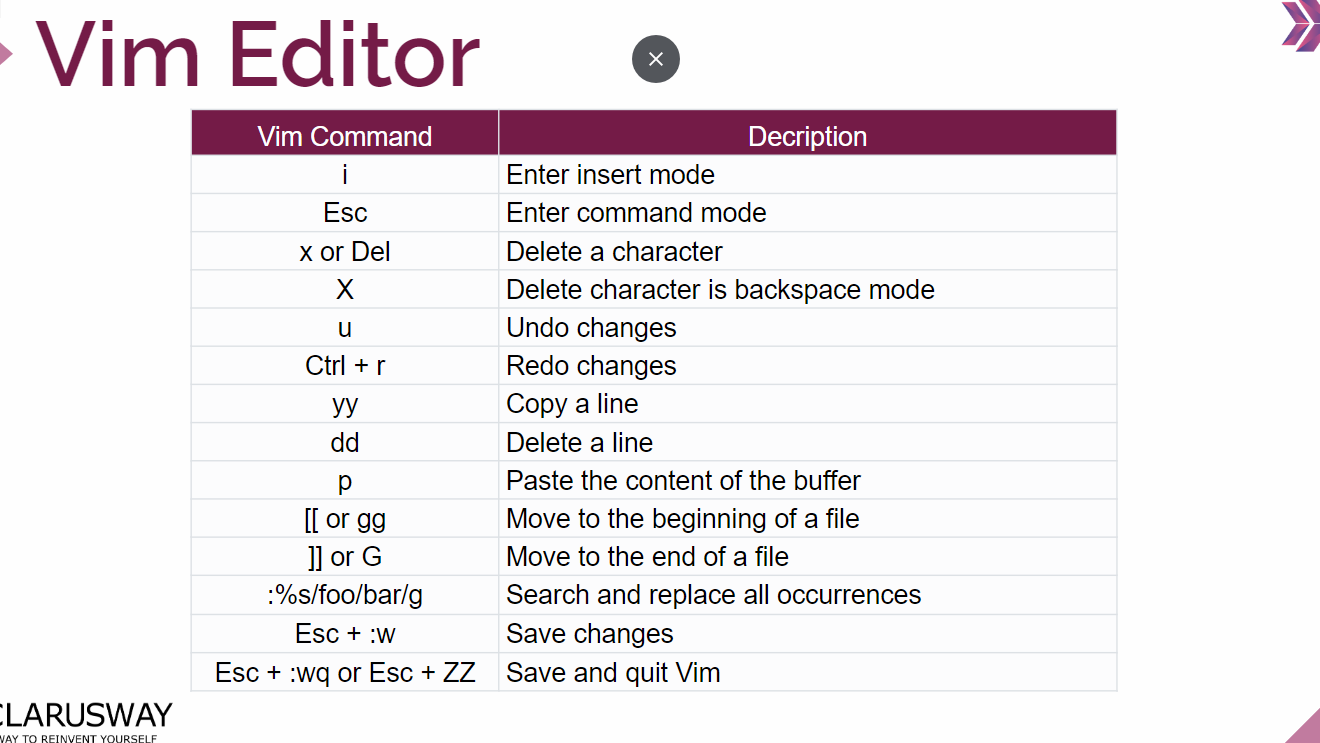 Vim Editor
Vim Command Decription
i Enter insert mode
Esc Enter command mode
x or Del Delete a character
X Delete character is backspace mode
u Undo changes
Ctrl + r Redo changes
yy Copy a line
dd Delete a line
p Paste the content of the buffer
[[ or gg Move to the beginning of a file
]] or G Move to the end of a file
:%s/foo/bar/g Search and replace all occurrences
Esc + :w Save changes
Esc + :wq or Esc + ZZ Save and quit Vim
CLARUSWAY
WAY TO REINVENT YOURSELF